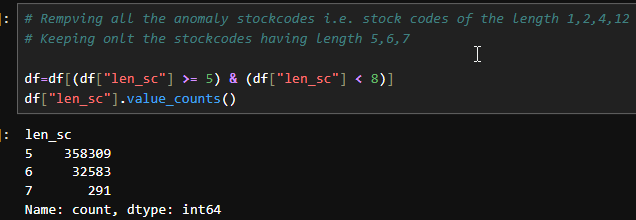 ]: # Rempving all the anomaly stockcodes i.e. stock codes of the length 1,2,4,12
# Keeping onlt the stockcodes having length 5,6,7
df=df[(df["len_sc"] >= 5) & (df["len_sc"] < 8)]
df["len_sc"].value_counts()
]: len_sc
5    358309
6     32583
7       291
Name: count, dtype: int64